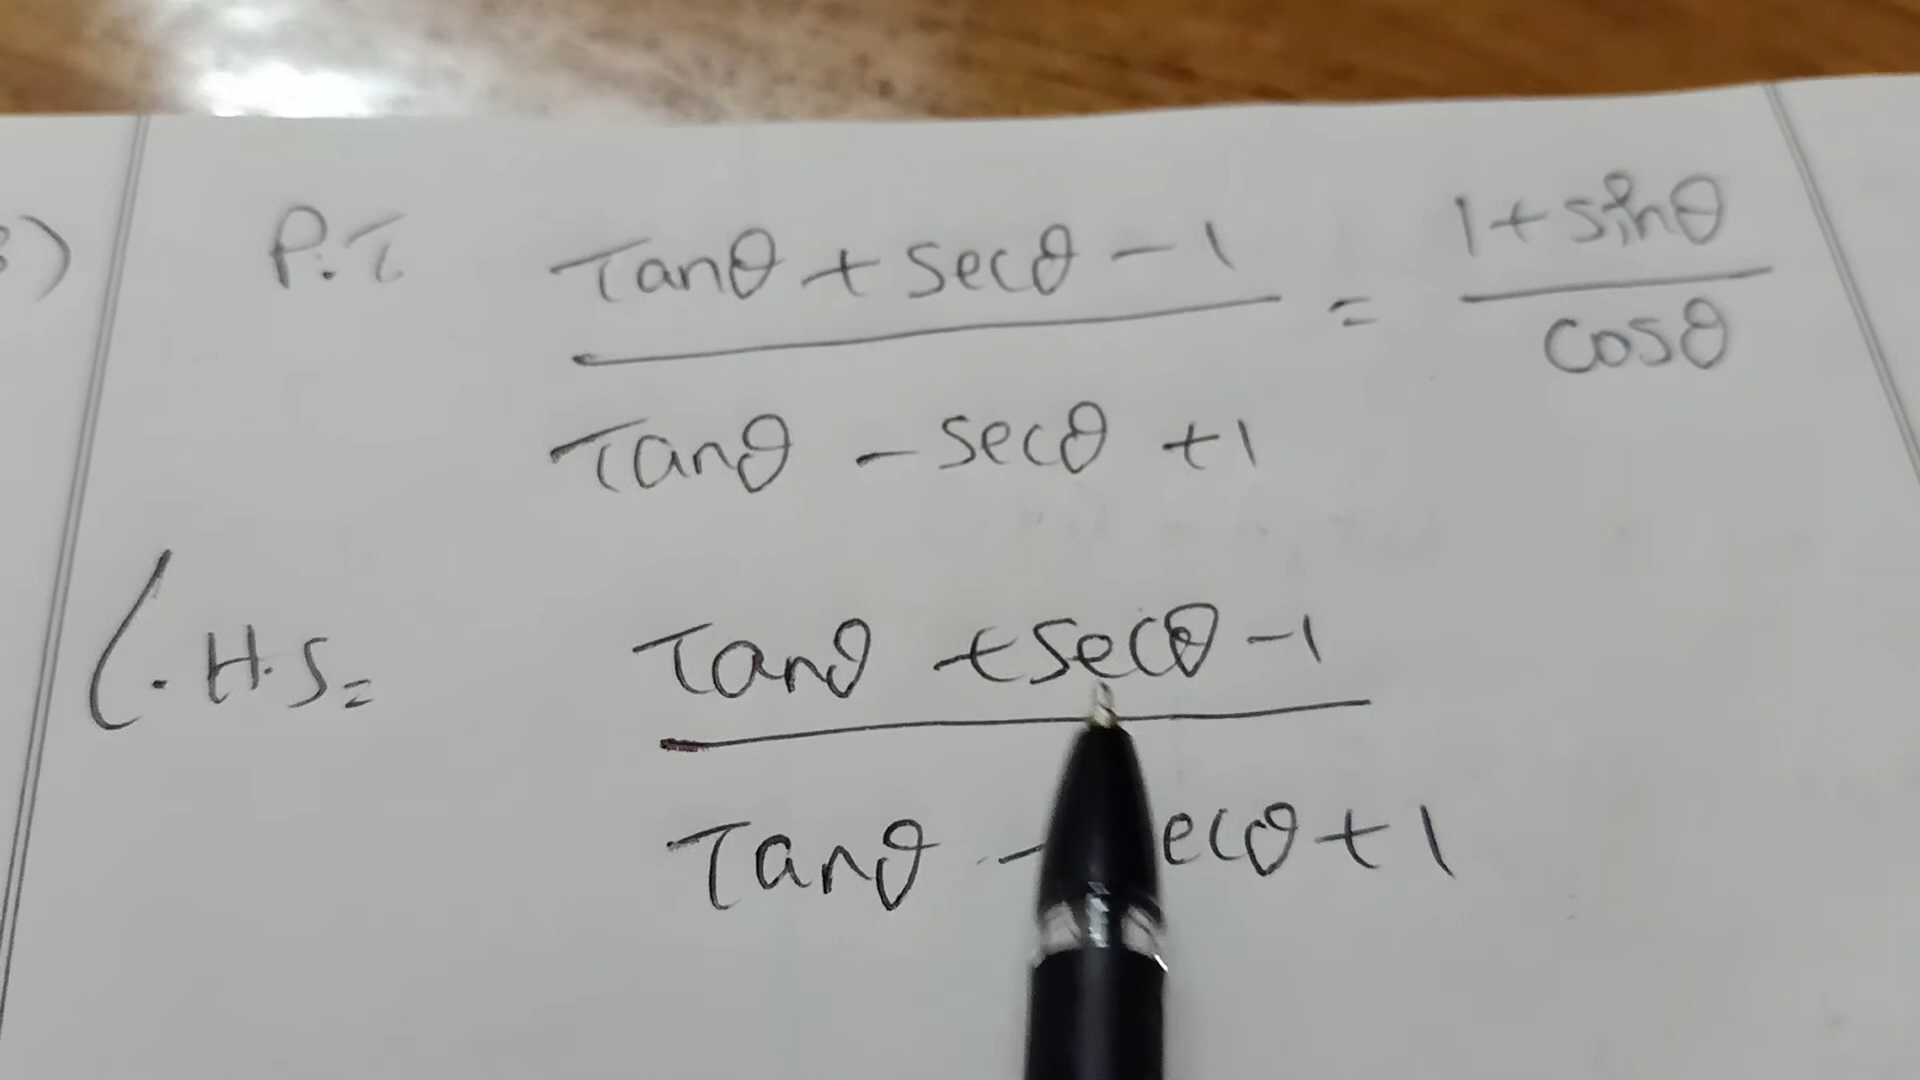 3) P.T Tanθ + secθ - 1 / Tanθ - secθ + 1 = 1 + sinθ / cosθ
L.H.S = Tanθ + secθ - 1 / Tanθ - secθ + 1